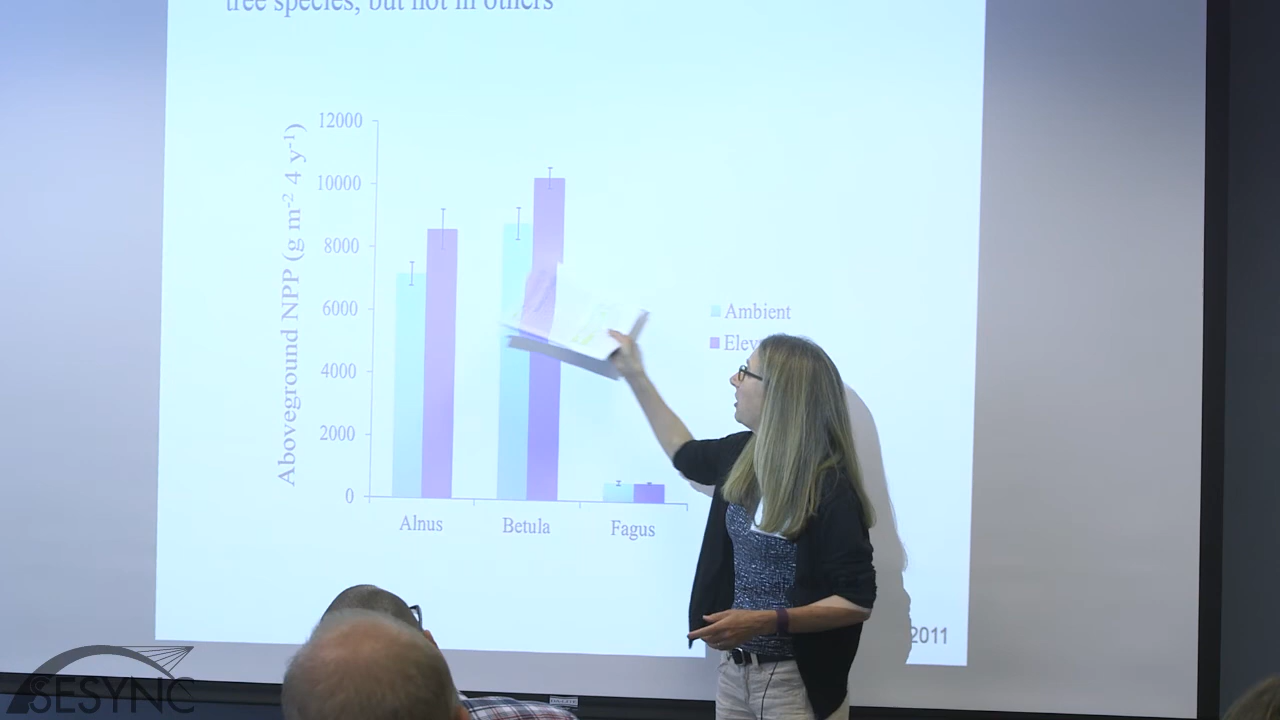 tree species, but not in others
12000
10000
8000
6000
4000
2000
0
Aboveground NPP (g m-2 4 y-1)
Alnus
Betula
Fagus
Ambient
2011
SESYNC